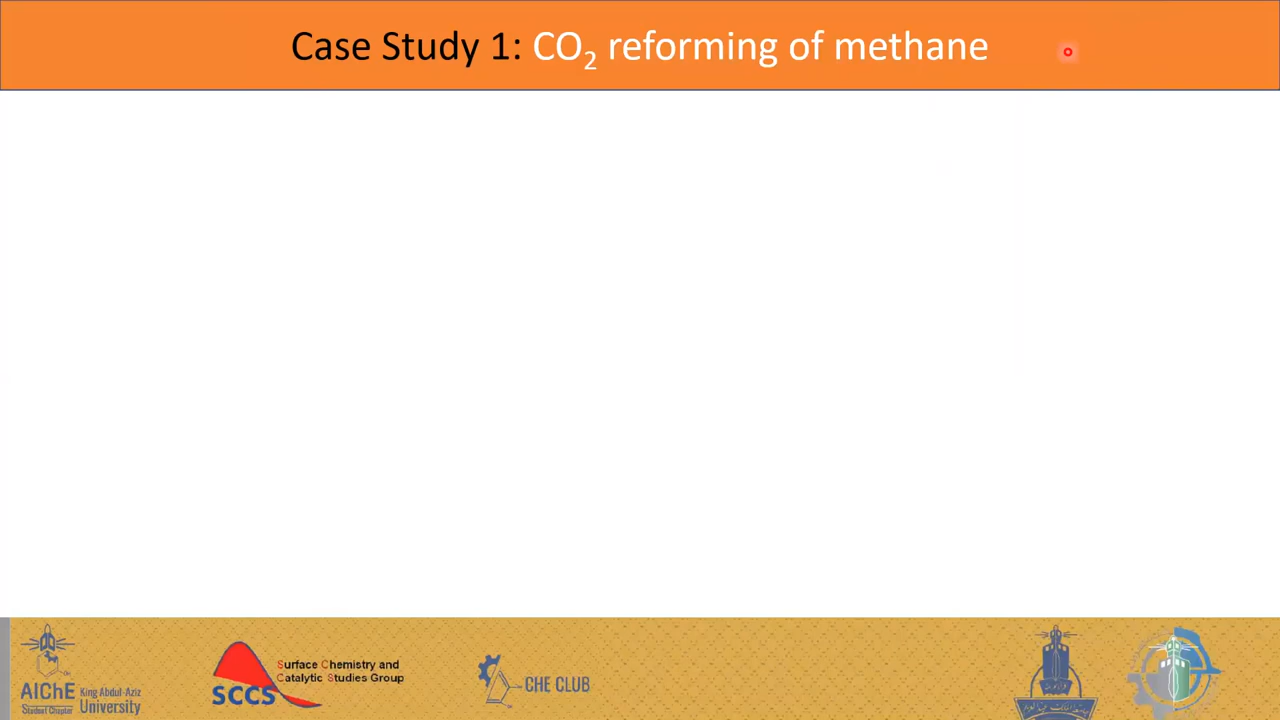 Case Study 1: CO₂ reforming of methane
Surface Chemistry and
Catalytic Studies Group
SCCS
CHE CLUB
AIChE
Student Chapter
King Abdul-Aziz
University